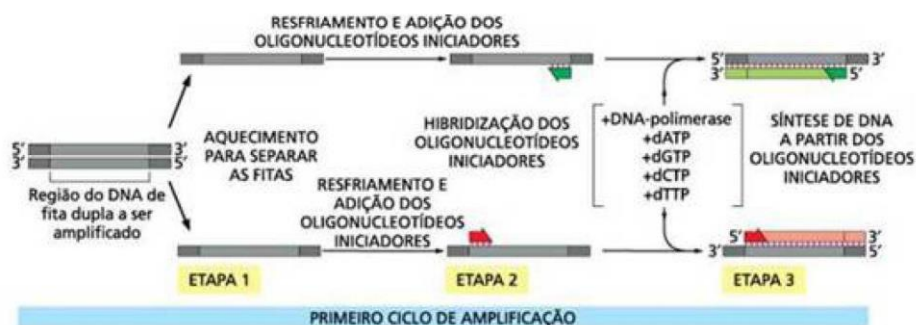 RESFRIAMENTO E ADIÇÃO DOS
OLIGONUCLEOTÍDEOS INICIADORES
5′ 3′
3′ 5′
5′ 3′
3′ 5′
Região do DNA de
fita dupla a ser
amplificado
AQUECIMENTO
PARA SEPARAR
AS FITAS
RESFRIAMENTO E
ADIÇÃO DOS
OLIGONUCLEOTÍDEOS
INICIADORES
HIBRIDIZAÇÃO DOS
OLIGONUCLEOTÍDEOS
INICIADORES
+DNA-polimerase
+dATP
+dGTP
+dCTP
+dTTP
SÍNTESE DE DNA
A PARTIR DOS
OLIGONUCLEOTÍDEOS
INICIADORES
5′ 3′
3′ 5′
ETAPA 1
ETAPA 2
ETAPA 3
PRIMEIRO CICLO DE AMPLIFICAÇÃO